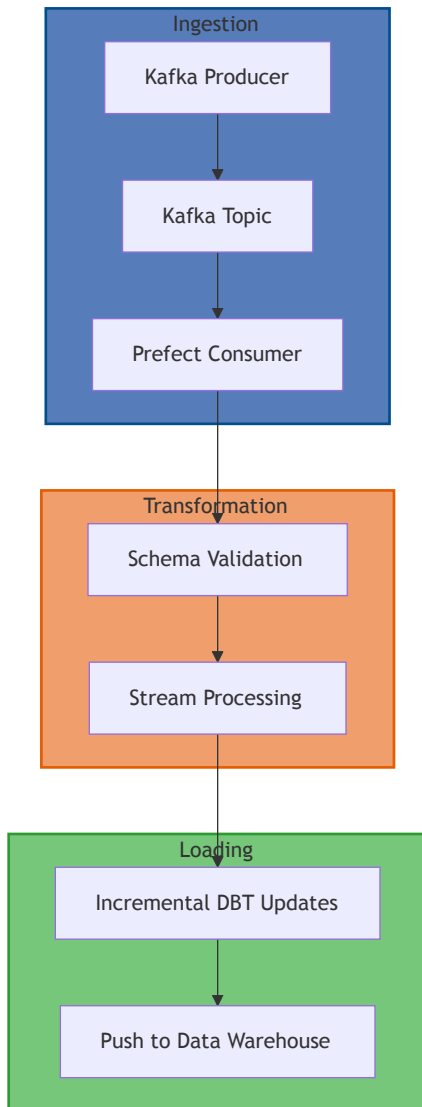 Ingestion
Kafka Producer
Kafka Topic
Prefect Consumer
Transformation
Schema Validation
Stream Processing
Loading
Incremental DBT Updates
Push to Data Warehouse